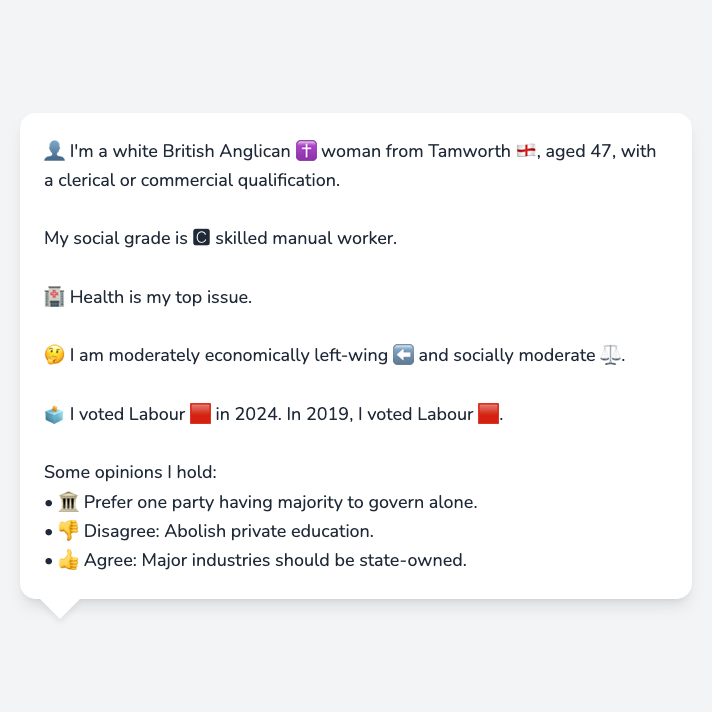 👤 I'm a white British Anglican ✝️ woman from Tamworth 🏴󠁧󠁢󠁥󠁮󠁧󠁿, aged 47, with
a clerical or commercial qualification.
My social grade is 🅲 skilled manual worker.
🏥 Health is my top issue.
🤔 I am moderately economically left-wing ⬅️ and socially moderate ⚖️.
🗳️ I voted Labour 🟥 in 2024. In 2019, I voted Labour 🟥.
Some opinions I hold:
• 🏛️ Prefer one party having majority to govern alone.
• 👎 Disagree: Abolish private education.
• 👍 Agree: Major industries should be state-owned.